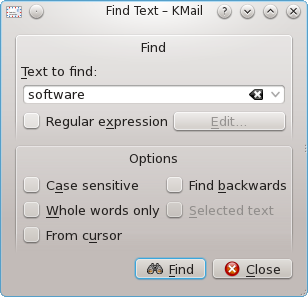 Find Text – KMail
Find
Text to find:
software
Regular expression Edit...
Options
Case sensitive Find backwards
Whole words only Selected text
From cursor
Find Close